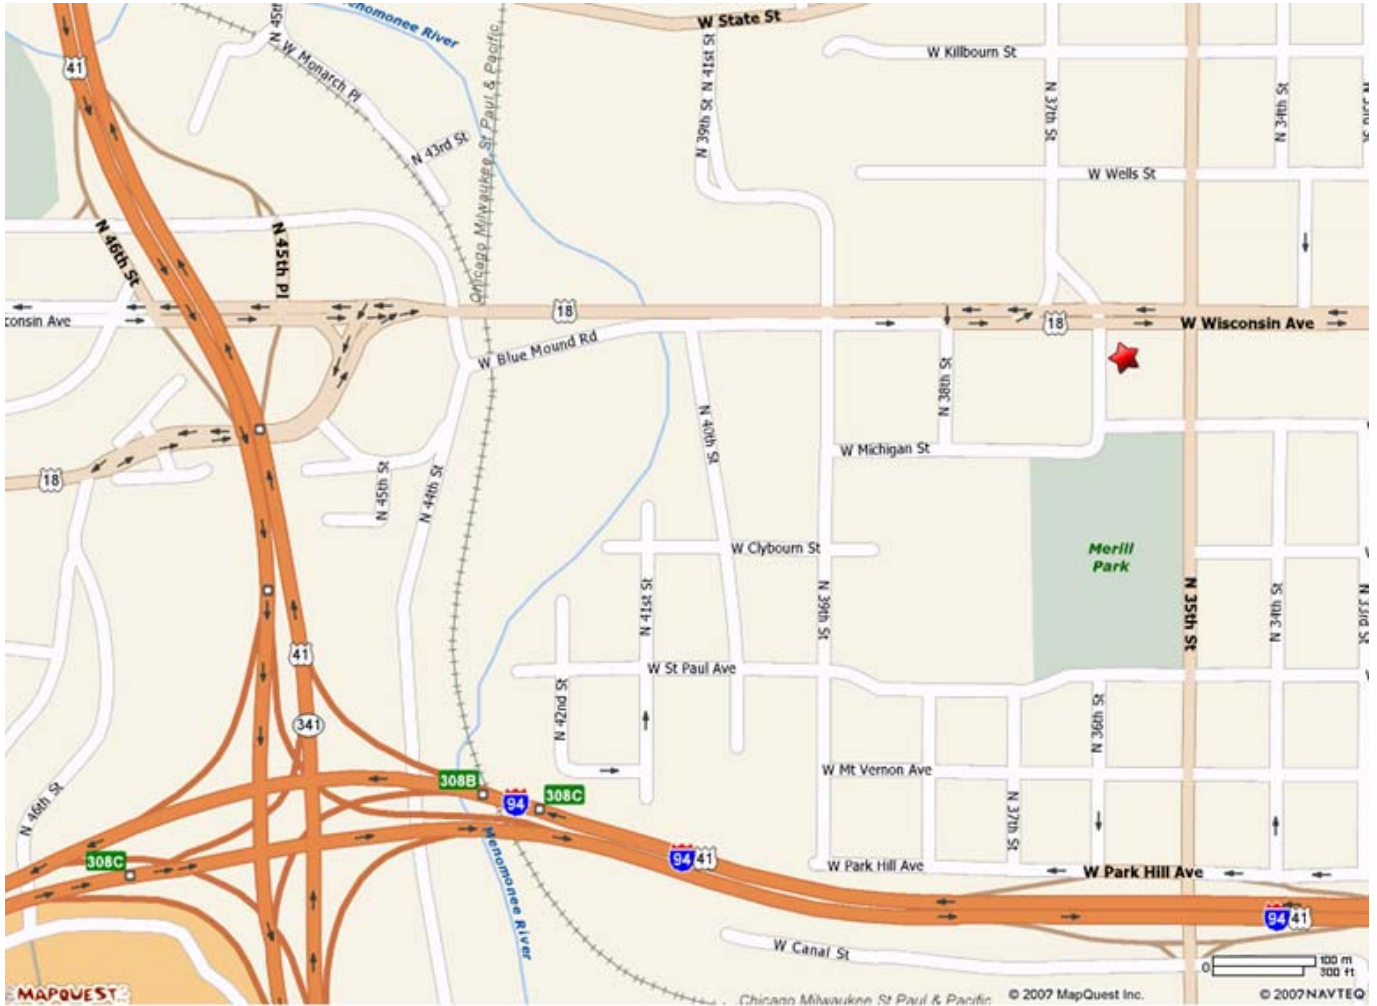 W State St
N 45th
Menomonee River
41
W Monarch Pl
N 43rd St
Chicago Milwaukee St Paul & Pacific
N 39th St
N 41st St
W Killbourn St
N 37th St
N 34th St
W Wells St
N 46th St
N 45th Pl
consin Ave
18
18
W Wisconsin Ave
W Blue Mound Rd
N 38th St
N 40th St
W Michigan St
18
N 45th St
N 44th St
W Clybourn St
Merill
Park
N 41st St
N 39th St
N 35th St
N 34th St
N 33rd St
41
W St Paul Ave
341
N 42nd St
N 36th St
308B
94
308C
W Mt Vernon Ave
N 46th St
N 37th St
308C
94
41
W Park Hill Ave
W Park Hill Ave
Menomonee River
94
41
W Canal St
0
100 m
300 ft
MAPQUEST
Chicago Milwaukee St Paul & Pacific
© 2007 MapQuest Inc.
© 2007 NAVTEQ